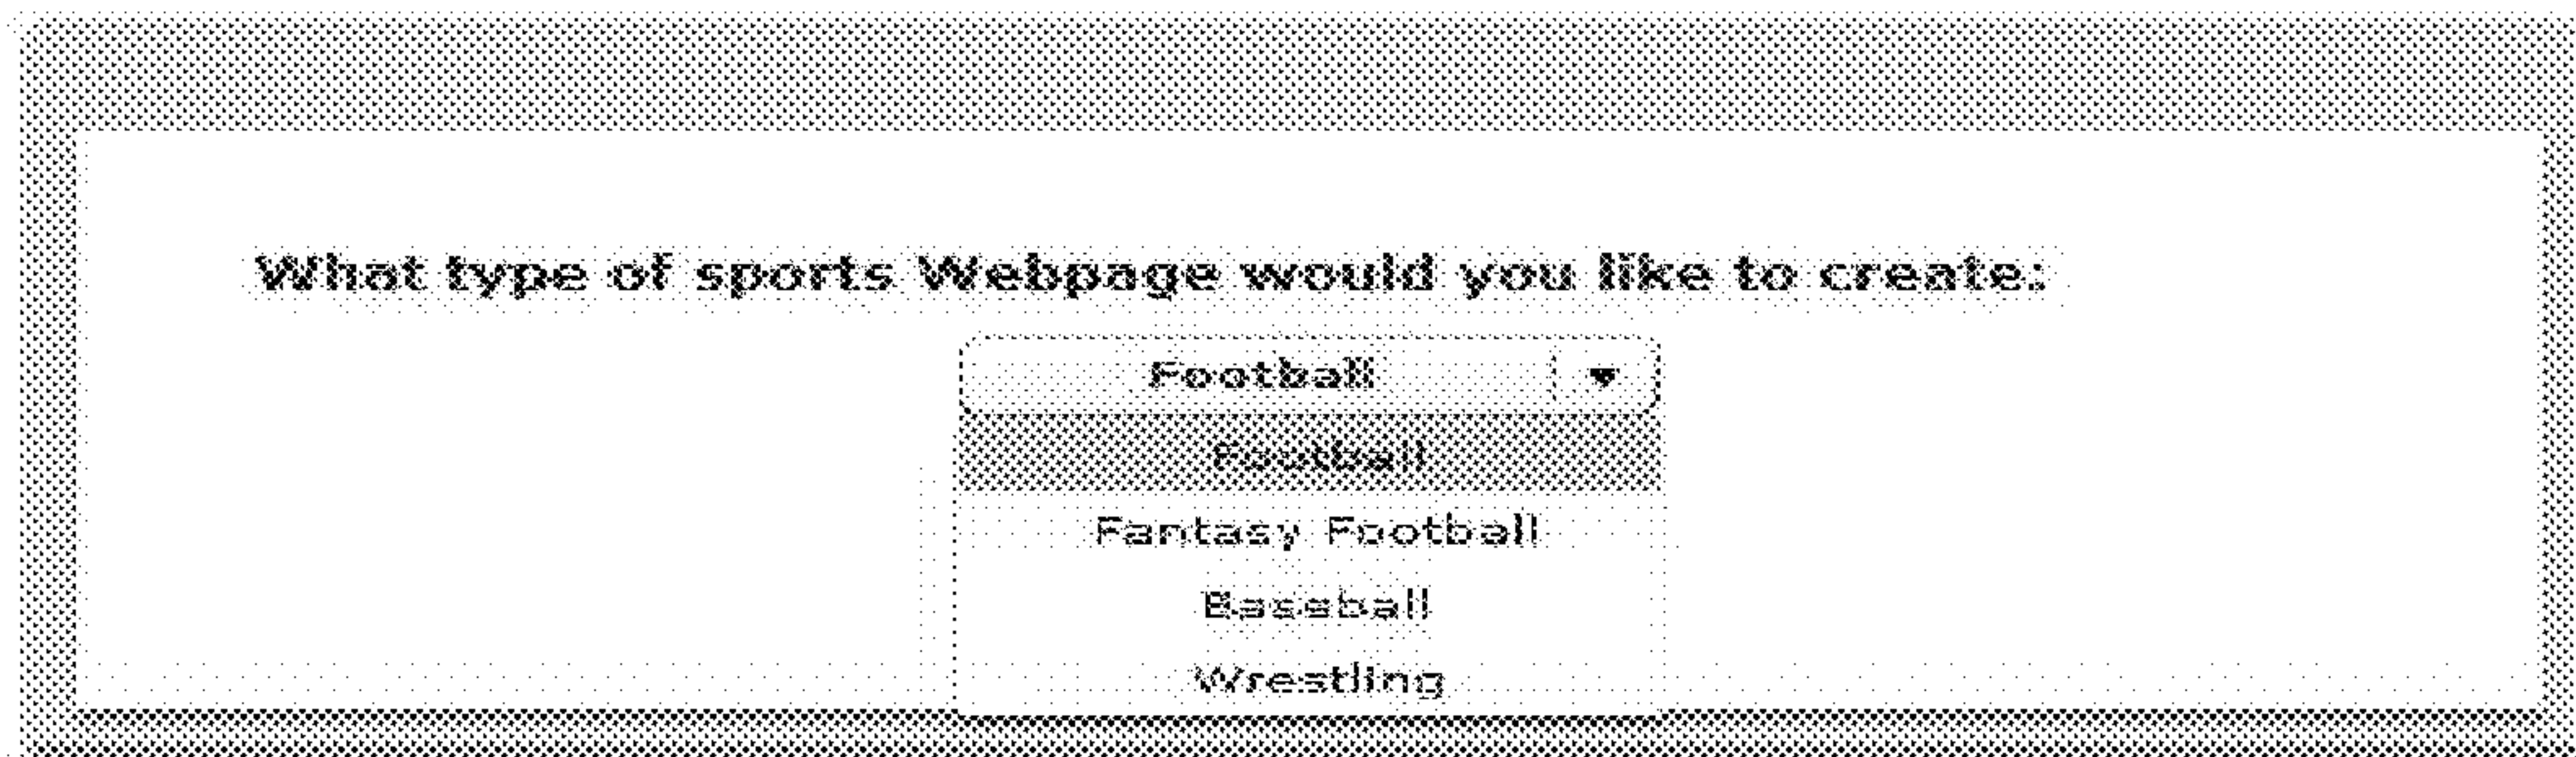 What type of sports Webpage would you like to create:
Football
Football
Fantasy Football
Baseball
Wrestling